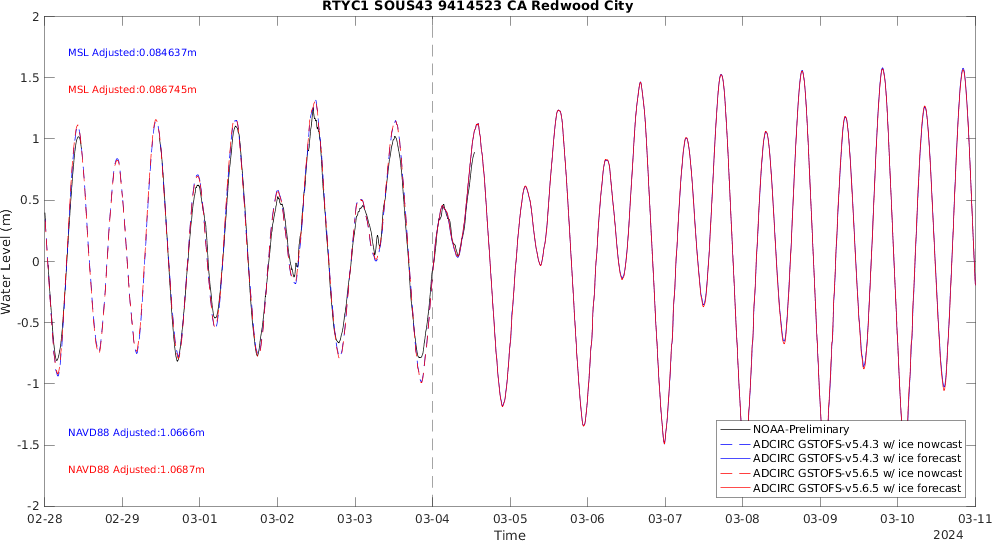 RTYC1 SOUS43 9414523 CA Redwood City
MSL Adjusted:0.084637m
MSL Adjusted:0.086745m
NAVD88 Adjusted:1.0666m
NAVD88 Adjusted:1.0687m
Water Level (m)
2
1.5
1
0.5
0
-0.5
-1
-1.5
-2
NOAA-Preliminary
ADCIRC GSTOFS-v5.4.3 w/ ice nowcast
ADCIRC GSTOFS-v5.4.3 w/ ice forecast
ADCIRC GSTOFS-v5.6.5 w/ ice nowcast
ADCIRC GSTOFS-v5.6.5 w/ ice forecast
02-28 02-29 03-01 03-02 03-03 03-04 03-05 03-06 03-07 03-08 03-09 03-10 03-11
Time
2024